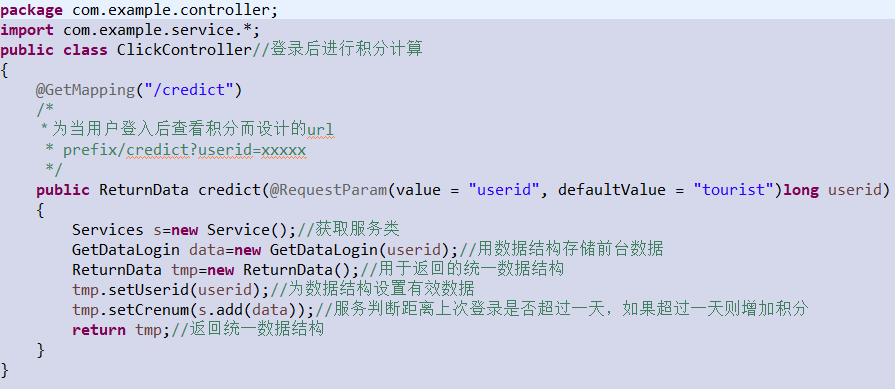 package com.example.controller;
import com.example.service.*;
public class ClickController//登录后进行积分计算
{
    @GetMapping("/credict")
    /*
     * 为当用户登入后查看积分而设计的url
     * prefix/credict?userid=xxxxx
     */
    public ReturnData credict(@RequestParam(value = "userid", defaultValue = "tourist")long userid)
    {
        Services s=new Service();//获取服务类
        GetDataLogin data=new GetDataLogin(userid);//用数据结构存储前台数据
        ReturnData tmp=new ReturnData();//用于返回的统一数据结构
        tmp.setUserid(userid);//为数据结构设置有效数据
        tmp.setCrenum(s.add(data));//服务判断距离上次登录是否超过一天，如果超过一天则增加积分
        return tmp;//返回统一数据结构
    }
}